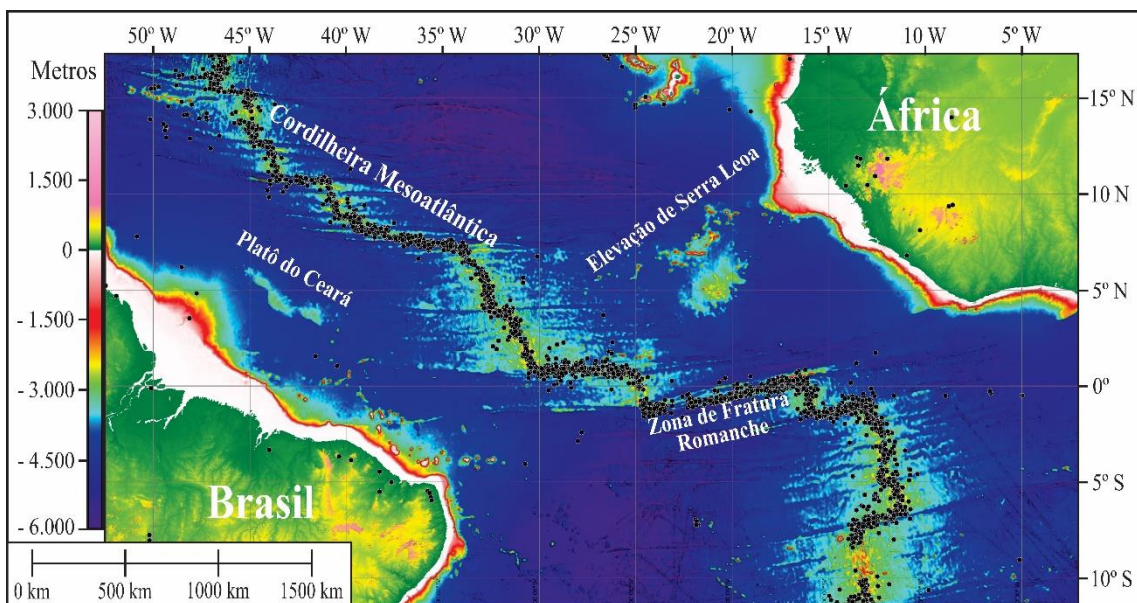 50º W 45º W 40º W 35º W 30º W 25º W 20º W 15º W 10º W 5º W
Metros
3.000
1.500
0
- 1.500
- 3.000
- 4.500
- 6.000
15º N
10º N
5º N
0º
5º S
10º S
Cordilheira Mesoatlântica
África
Elevação de Serra Leoa
Platô do Ceará
Zona de Fratura
Romanche
Brasil
0 km 500 km 1000 km 1500 km